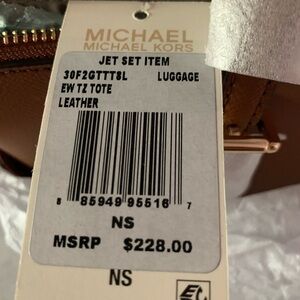 MICHAEL
MICHAEL KORS
JET SET ITEM
30F2GTTT8L LUGGAGE
EW TZ TOTE
LEATHER
8 85949 95516 7
NS
MSRP $228.00
NS